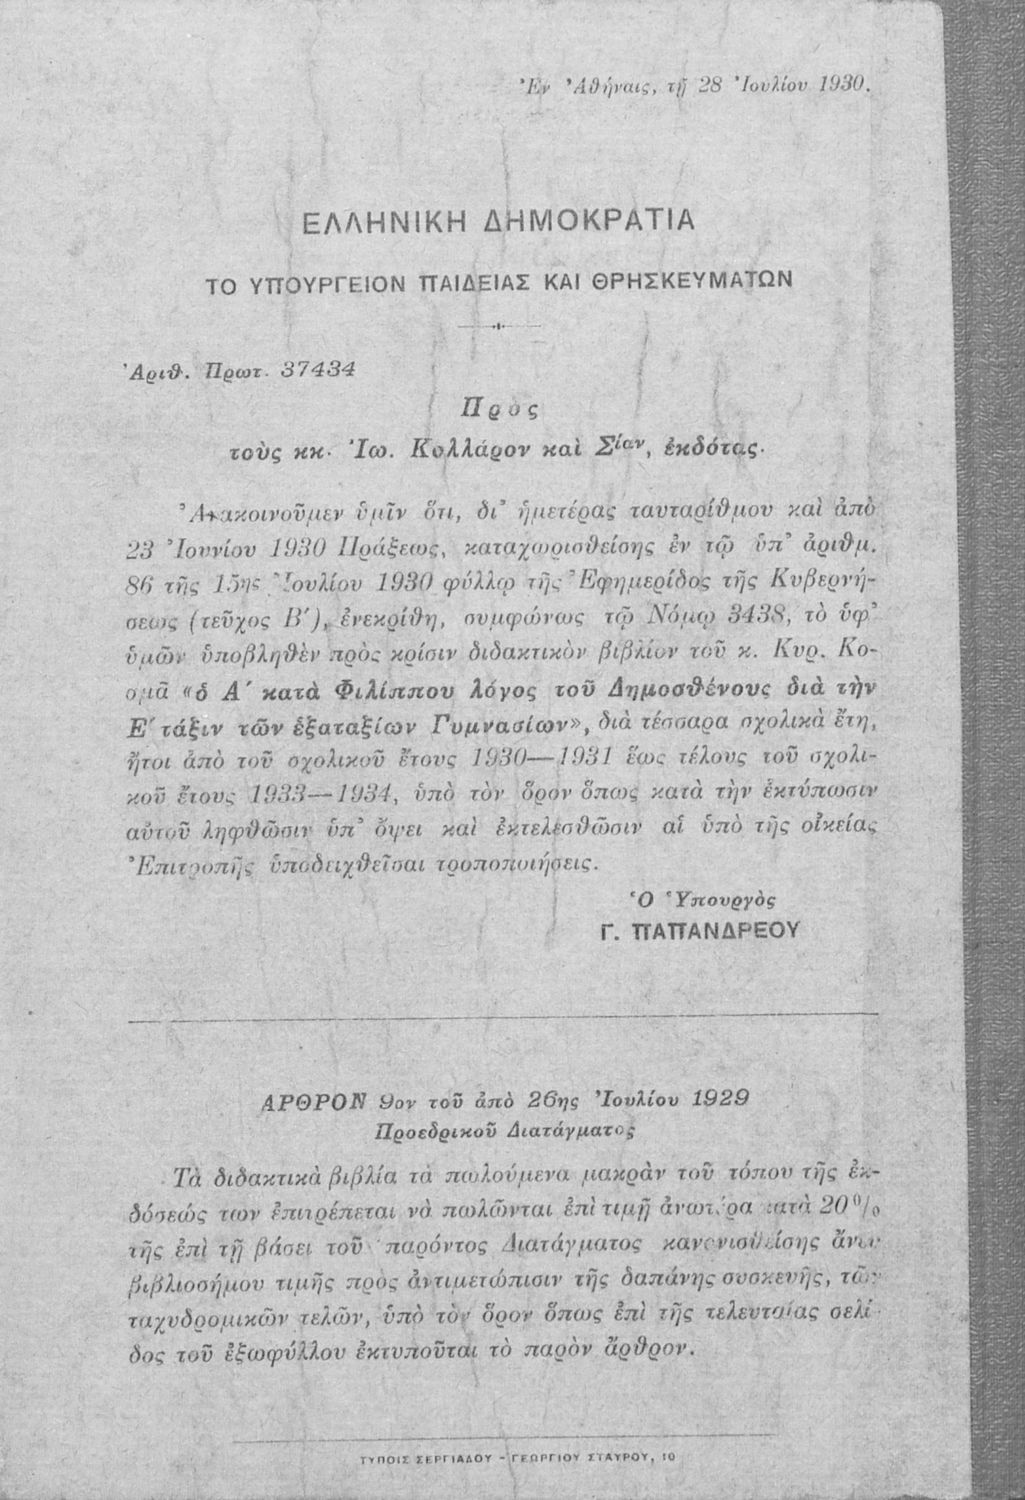 Ἐν Ἀθήναις, τῇ 28 Ἰουλίου 1930.
ΕΛΛΗΝΙΚΗ ΔΗΜΟΚΡΑΤΙΑ
ΤΟ ΥΠΟΥΡΓΕΙΟΝ ΠΑΙΔΕΙΑΣ ΚΑΙ ΘΡΗΣΚΕΥΜΑΤΩΝ
Ἀριθ. Πρωτ. 37434
Πρὸς
τοὺς κκ. Ἰω. Κολλάρον καὶ Σίαν, ἐκδότας.
Ἀνακοινοῦμεν ὑμῖν ὅτι, δι᾽ ἡμετέρας ταυταρίθμου καὶ ἀπὸ
23 Ἰουνίου 1930 Πράξεως, καταχωρισθείσης ἐν τῷ ὑπ᾽ ἀριθμ.
86 τῆς 15ης Ἰουλίου 1930 φύλλῳ τῆς Ἐφημερίδος τῆς Κυβερνή-
σεως (τεῦχος Β΄), ἐνεκρίθη, συμφώνως τῷ Νόμῳ 3438, τὸ ὑφ᾽
ὑμῶν ὑποβληθὲν πρὸς κρίσιν διδακτικὸν βιβλίον τοῦ κ. Κυρ. Κο-
σμᾶ «ὁ Α΄ κατὰ Φιλίππου λόγος τοῦ Δημοσθένους διὰ τὴν
Ε΄ τάξιν τῶν ἑξαταξίων Γυμνασίων», διὰ τέσσαρα σχολικὰ ἔτη,
ἤτοι ἀπὸ τοῦ σχολικοῦ ἔτους 1930—1931 ἕως τέλους τοῦ σχολι-
κοῦ ἔτους 1933—1934, ὑπὸ τὸν ὅρον ὅπως κατὰ τὴν ἐκτύπωσιν
αὐτοῦ ληφθῶσιν ὑπ᾽ ὄψει καὶ ἐκτελεσθῶσιν αἱ ὑπὸ τῆς οἰκείας
Ἐπιτροπῆς ὑποδειχθεῖσαι τροποποιήσεις.
Ὁ Ὑπουργὸς
Γ. ΠΑΠΑΝΔΡΕΟΥ
ΑΡΘΡΟΝ 9ον τοῦ ἀπὸ 26ης Ἰουλίου 1929
Προεδρικοῦ Διατάγματος
Τὰ διδακτικὰ βιβλία τὰ πωλούμενα μακρὰν τοῦ τόπου τῆς ἐκ-
δόσεώς των ἐπιτρέπεται νὰ πωλῶνται ἐπὶ τιμῇ ἀνωτέρα κατὰ 20%
τῆς ἐπὶ τῇ βάσει τοῦ παρόντος Διατάγματος κανονισθείσης ἄνευ
βιβλιοσήμου τιμῆς πρὸς ἀντιμετώπισιν τῆς δαπάνης συσκευῆς, τῶν
ταχυδρομικῶν τελῶν, ὑπὸ τὸν ὅρον ὅπως ἐπὶ τῆς τελευταίας σελί-
δος τοῦ ἐξωφύλλου ἐκτυποῦται τὸ παρὸν ἄρθρον.
ΤΥΠΟΙΣ ΣΕΡΓΙΑΔΟΥ - ΓΕΩΡΓΙΟΥ ΣΤΑΥΡΟΥ, 10